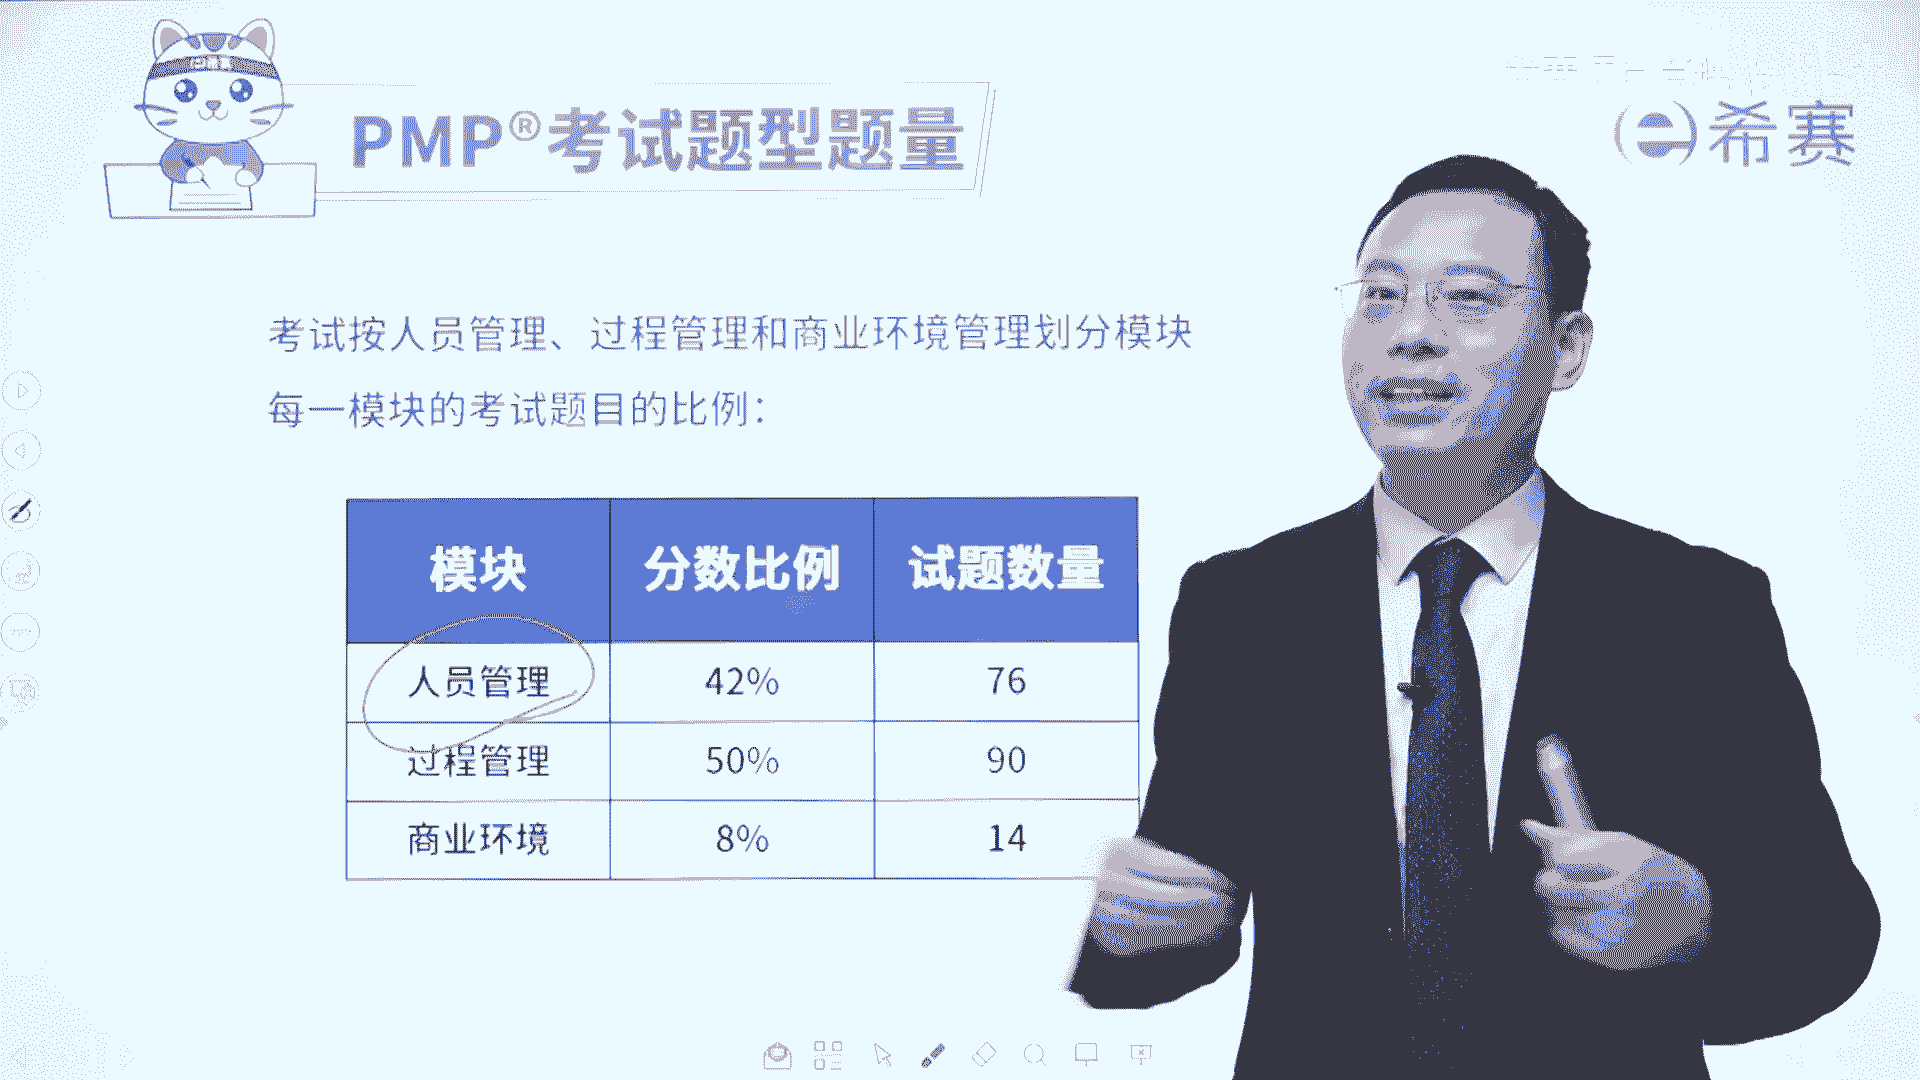 PMP®考试题型题量
希赛
考试按人员管理、过程管理和商业环境管理划分模块
每一模块的考试题目的比例：
模块 分数比例 试题数量
人员管理 42% 76
过程管理 50% 90
商业环境 8% 14